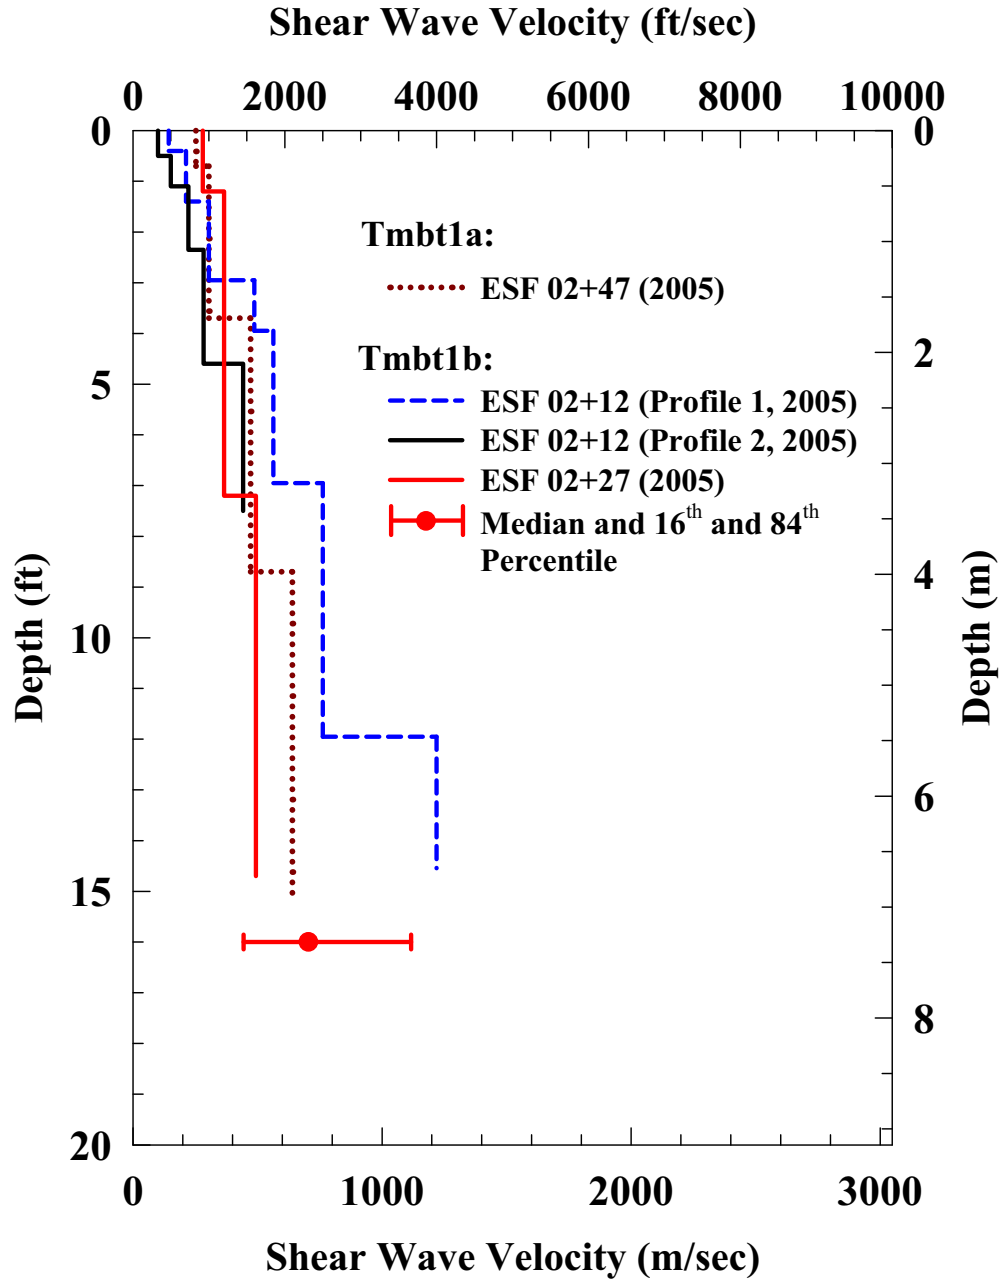 Shear Wave Velocity (ft/sec)
0 2000 4000 6000 8000 10000
0 0
Tmbt1a:
ESF 02+47 (2005)
2
Tmbt1b:
5
ESF 02+12 (Profile 1, 2005)
ESF 02+12 (Profile 2, 2005)
ESF 02+27 (2005)
Median and 16th and 84th
Percentile
4
Depth (ft)
Depth (m)
10
6
15
8
20
0 1000 2000 3000
Shear Wave Velocity (m/sec)